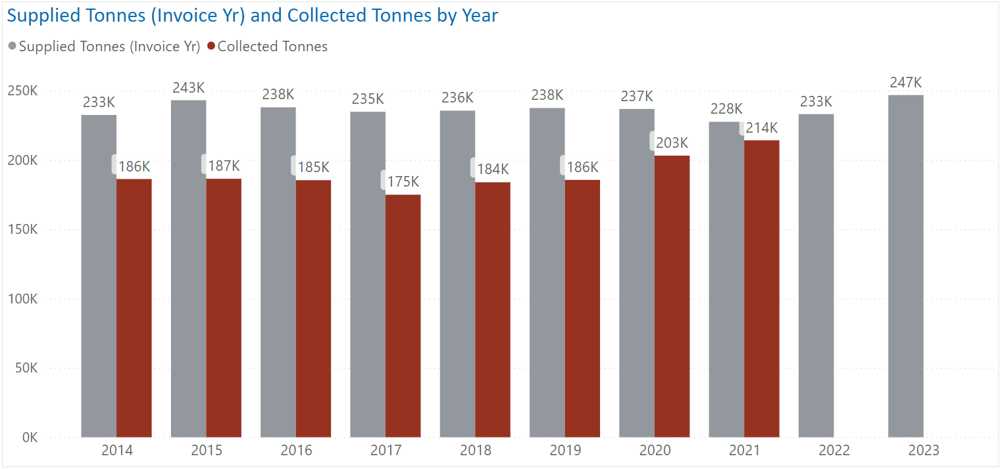 Supplied Tonnes (Invoice Yr) and Collected Tonnes by Year
Supplied Tonnes (Invoice Yr) Collected Tonnes
250K
200K
150K
100K
50K
0K
233K
186K
243K
187K
238K
185K
235K
175K
236K
184K
238K
186K
237K
203K
228K
214K
233K
247K
2014 2015 2016 2017 2018 2019 2020 2021 2022 2023